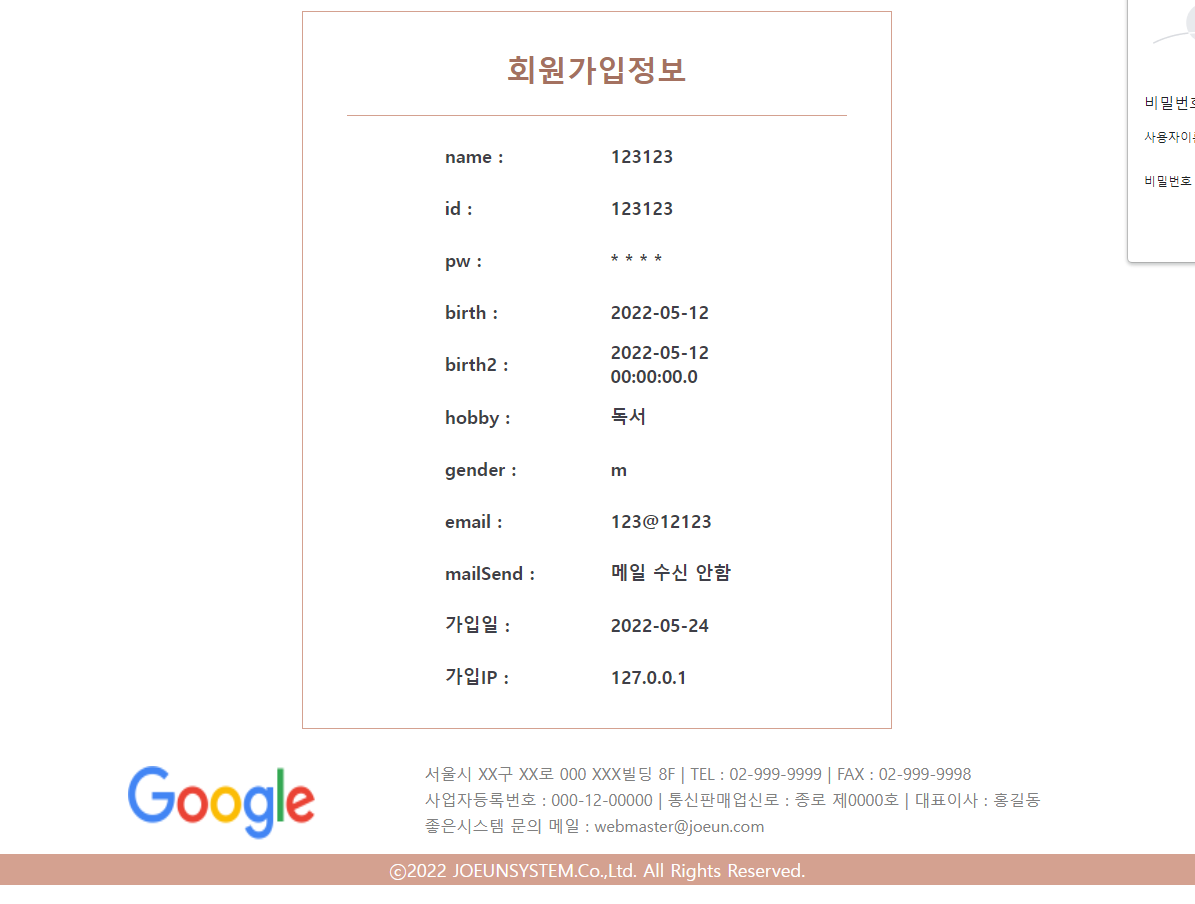 회원가입정보
name : 123123
id : 123123
pw : * * * *
birth : 2022-05-12
birth2 : 2022-05-12
00:00:00.0
hobby : 독서
gender : m
email : 123@12123
mailSend : 메일 수신 안함
가입일 : 2022-05-24
가입IP : 127.0.0.1
비밀번호
사용자이
비밀번호
Google
서울시 XX구 XX로 000 XXX빌딩 8F | TEL : 02-999-9999 | FAX : 02-999-9998
사업자등록번호 : 000-12-00000 | 통신판매업신로 : 종로 제0000호 | 대표이사 : 홍길동
좋은시스템 문의 메일 : webmaster@joeun.com
ⓒ2022 JOEUNSYSTEM.Co.,Ltd. All Rights Reserved.